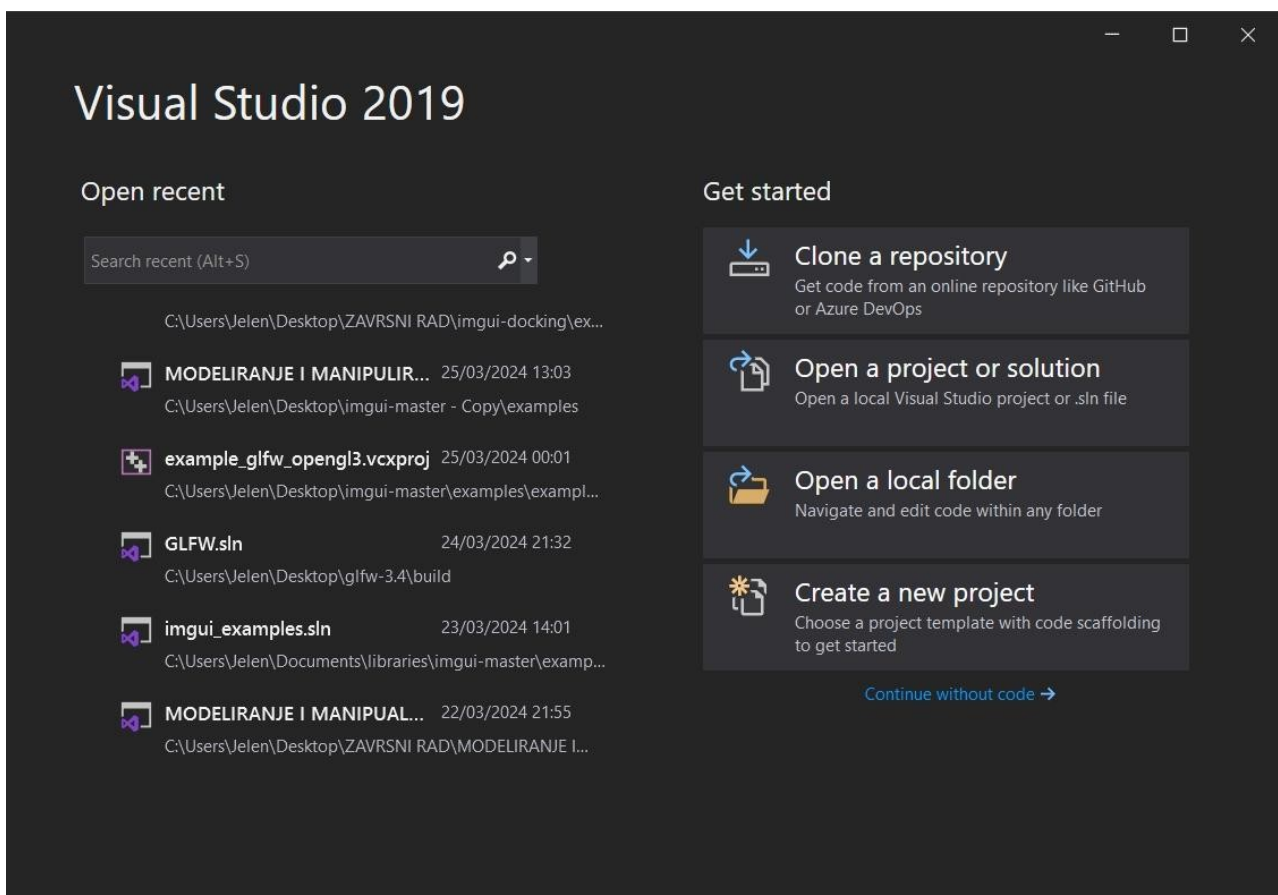 Visual Studio 2019
Open recent
Search recent (Alt+S)
C:\Users\Jelen\Desktop\ZAVRSNI RAD\imgui-docking\ex...
MODELIRANJE I MANIPULIR... 25/03/2024 13:03
C:\Users\Jelen\Desktop\imgui-master - Copy\examples
example_glfw_opengl3.vcxproj 25/03/2024 00:01
C:\Users\Jelen\Desktop\imgui-master\examples\exampl...
GLFW.sln 24/03/2024 21:32
C:\Users\Jelen\Desktop\glfw-3.4\build
imgui_examples.sln 23/03/2024 14:01
C:\Users\Jelen\Documents\libraries\imgui-master\examp...
MODELIRANJE I MANIPUAL... 22/03/2024 21:55
C:\Users\Jelen\Desktop\ZAVRSNI RAD\MODELIRANJE I...
Get started
Clone a repository
Get code from an online repository like GitHub
or Azure DevOps
Open a project or solution
Open a local Visual Studio project or .sln file
Open a local folder
Navigate and edit code within any folder
Create a new project
Choose a project template with code scaffolding
to get started
Continue without code →